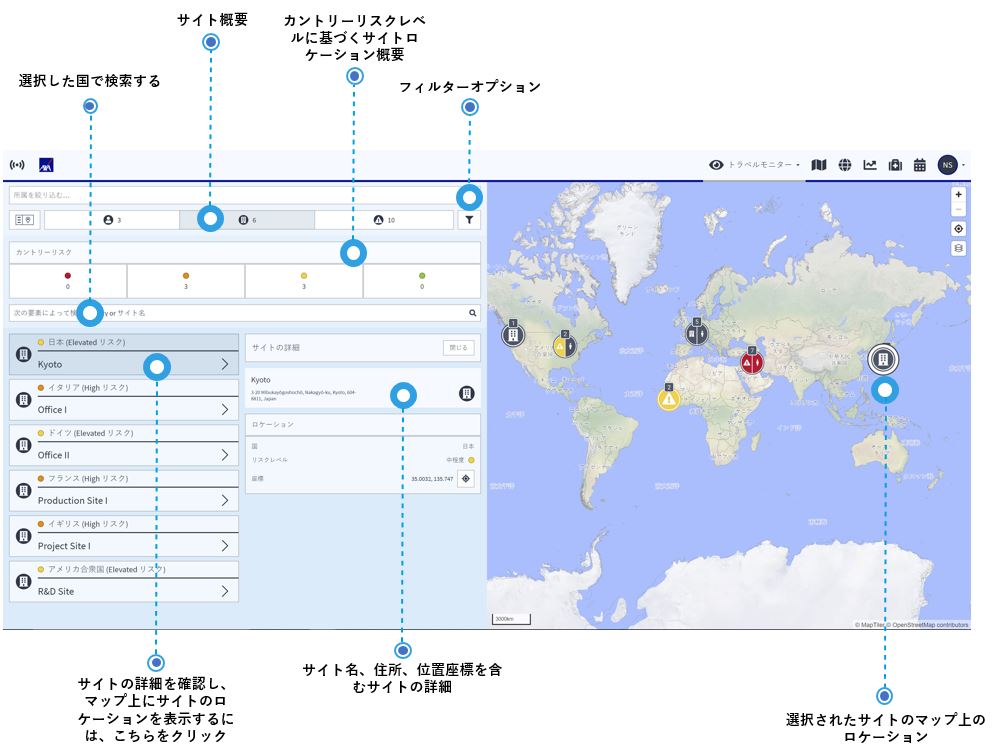 サイト概要
カントリーリスクレベ
ルに基づくサイトロ
ケーション概要
選択した国で検索する
フィルターオプション
AXA
トラベルモニター
NS
所属を絞り込む...
3
6
10
カントリーリスク
0
3
3
0
次の要素によって検
or サイト名
日本 (Elevated リスク)
Kyoto
イタリア (High リスク)
Office I
ドイツ (Elevated リスク)
Office II
フランス (High リスク)
Production Site I
イギリス (High リスク)
Project Site I
アメリカ合衆国 (Elevated リスク)
R&D Site
サイトの詳細
閉じる
Kyoto
3-20 Mibukayōgoshochō, Nakagyō-ku, Kyoto, 604-
8811, Japan
ロケーション
国
日本
リスクレベル
中程度
座標
35.0032, 135.747
グリーン
ランド
1
2
5
7
2
インド洋
南極海
3000km
© MapTiler © OpenStreetMap contributors
サイトの詳細を確認し、
マップ上にサイトのロ
ケーションを表示するに
は、こちらをクリック
サイト名、住所、位置座標を含
むサイトの詳細
選択されたサイトのマップ上の
ロケーション